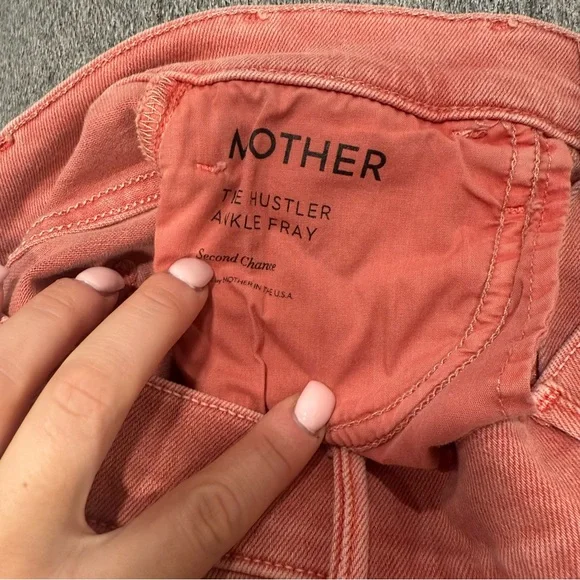 MOTHER
THE HUSTLER
ANKLE FRAY
Second Chance
MOTHER IN THE U.S.A.